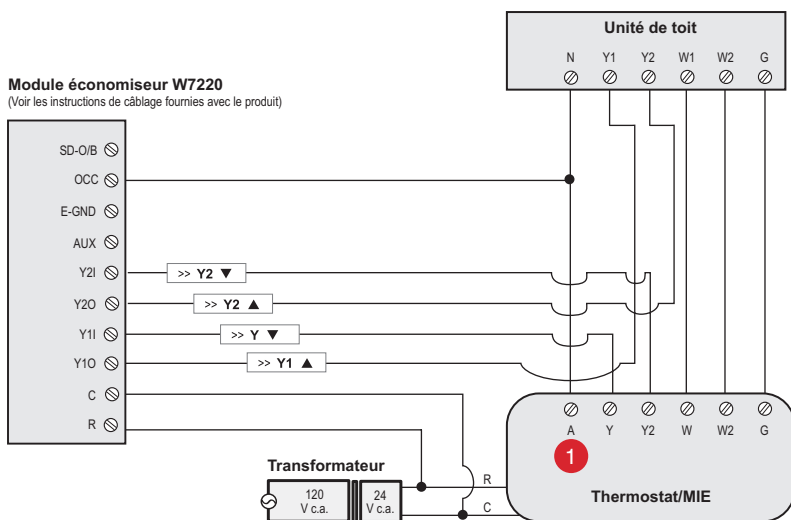 Unité de toit
N Y1 Y2 W1 W2 G
Module économiseur W7220
(Voir les instructions de câblage fournies avec le produit)
SD-O/B
OCC
E-GND
AUX
Y2I >> Y2 ▼
Y2O >> Y2 ▲
Y1I >> Y ▼
Y1O >> Y1 ▲
C
R
A Y Y2 W W2 G
1
Transformateur
120 V c.a.
24 V c.a.
R
C
Thermostat/MIE